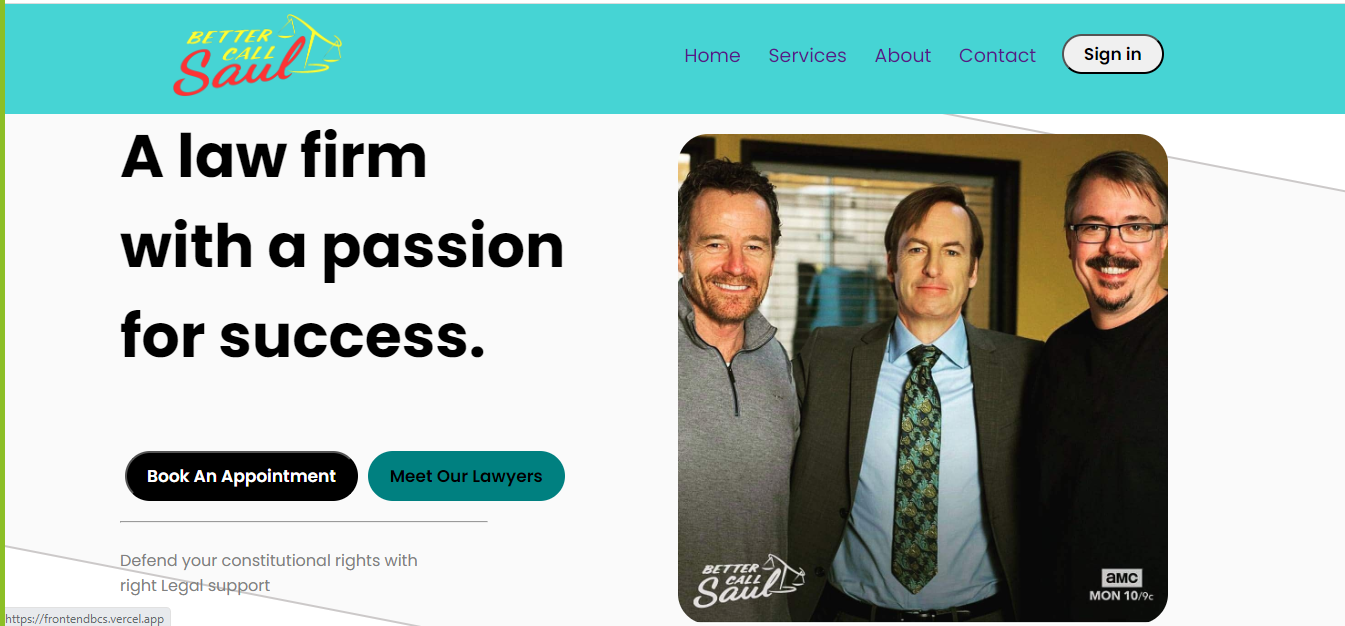 BETTER
CALL
Saul
Home Services About Contact Sign in
A law firm
with a passion
for success.
Book An Appointment Meet Our Lawyers
Defend your constitutional rights with
right Legal support
BETTER
CALL
Saul
aMC
MON 10/9c
https://frontendbcs.vercel.app